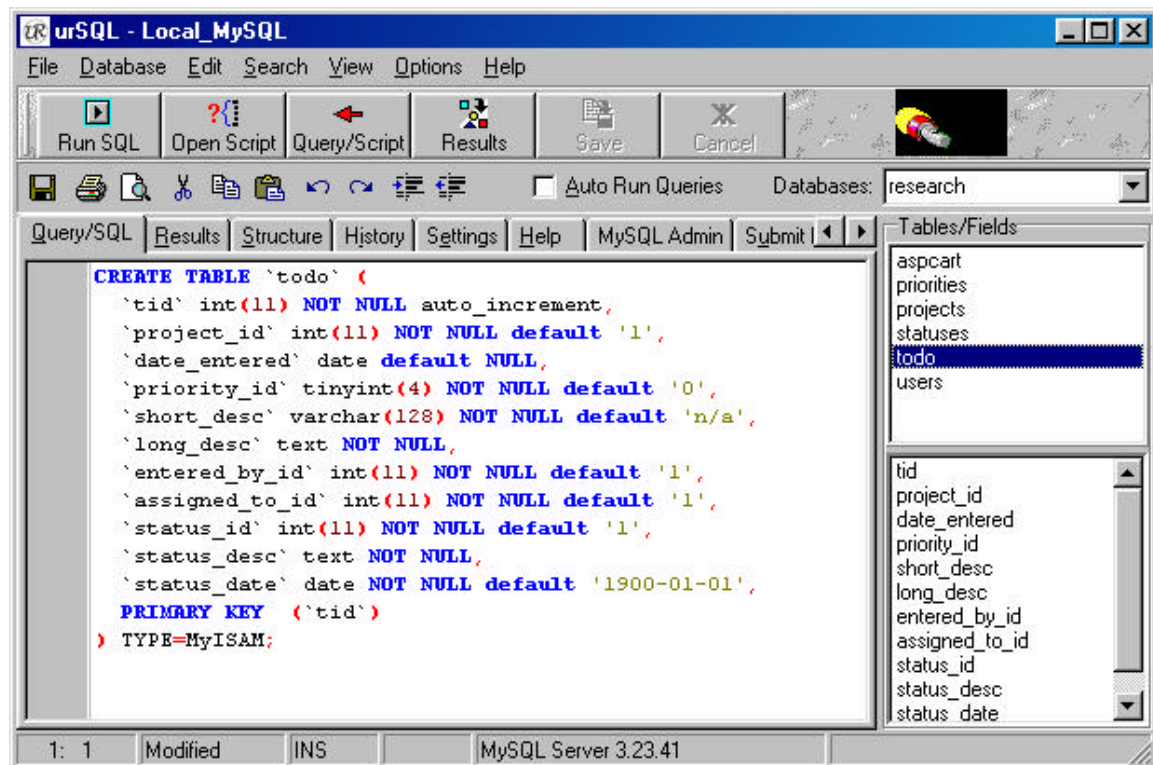 urSQL - Local_MySQL
File Database Edit Search View Options Help
Run SQL Open Script Query/Script Results Save Cancel
Auto Run Queries Databases: research
Query/SQL Results Structure History Settings Help MySQL Admin Submit
Tables/Fields
aspcart
priorities
projects
statuses
todo
users
CREATE TABLE `todo` (
`tid` int(11) NOT NULL auto_increment,
`project_id` int(11) NOT NULL default '1',
`date_entered` date default NULL,
`priority_id` tinyint(4) NOT NULL default '0',
`short_desc` varchar(128) NOT NULL default 'n/a',
`long_desc` text NOT NULL,
`entered_by_id` int(11) NOT NULL default '1',
`assigned_to_id` int(11) NOT NULL default '1',
`status_id` int(11) NOT NULL default '1',
`status_desc` text NOT NULL,
`status_date` date NOT NULL default '1900-01-01',
PRIMARY KEY (`tid`)
) TYPE=MyISAM;
tid
project_id
date_entered
priority_id
short_desc
long_desc
entered_by_id
assigned_to_id
status_id
status_desc
status_date
1: 1 Modified INS MySQL Server 3.23.41